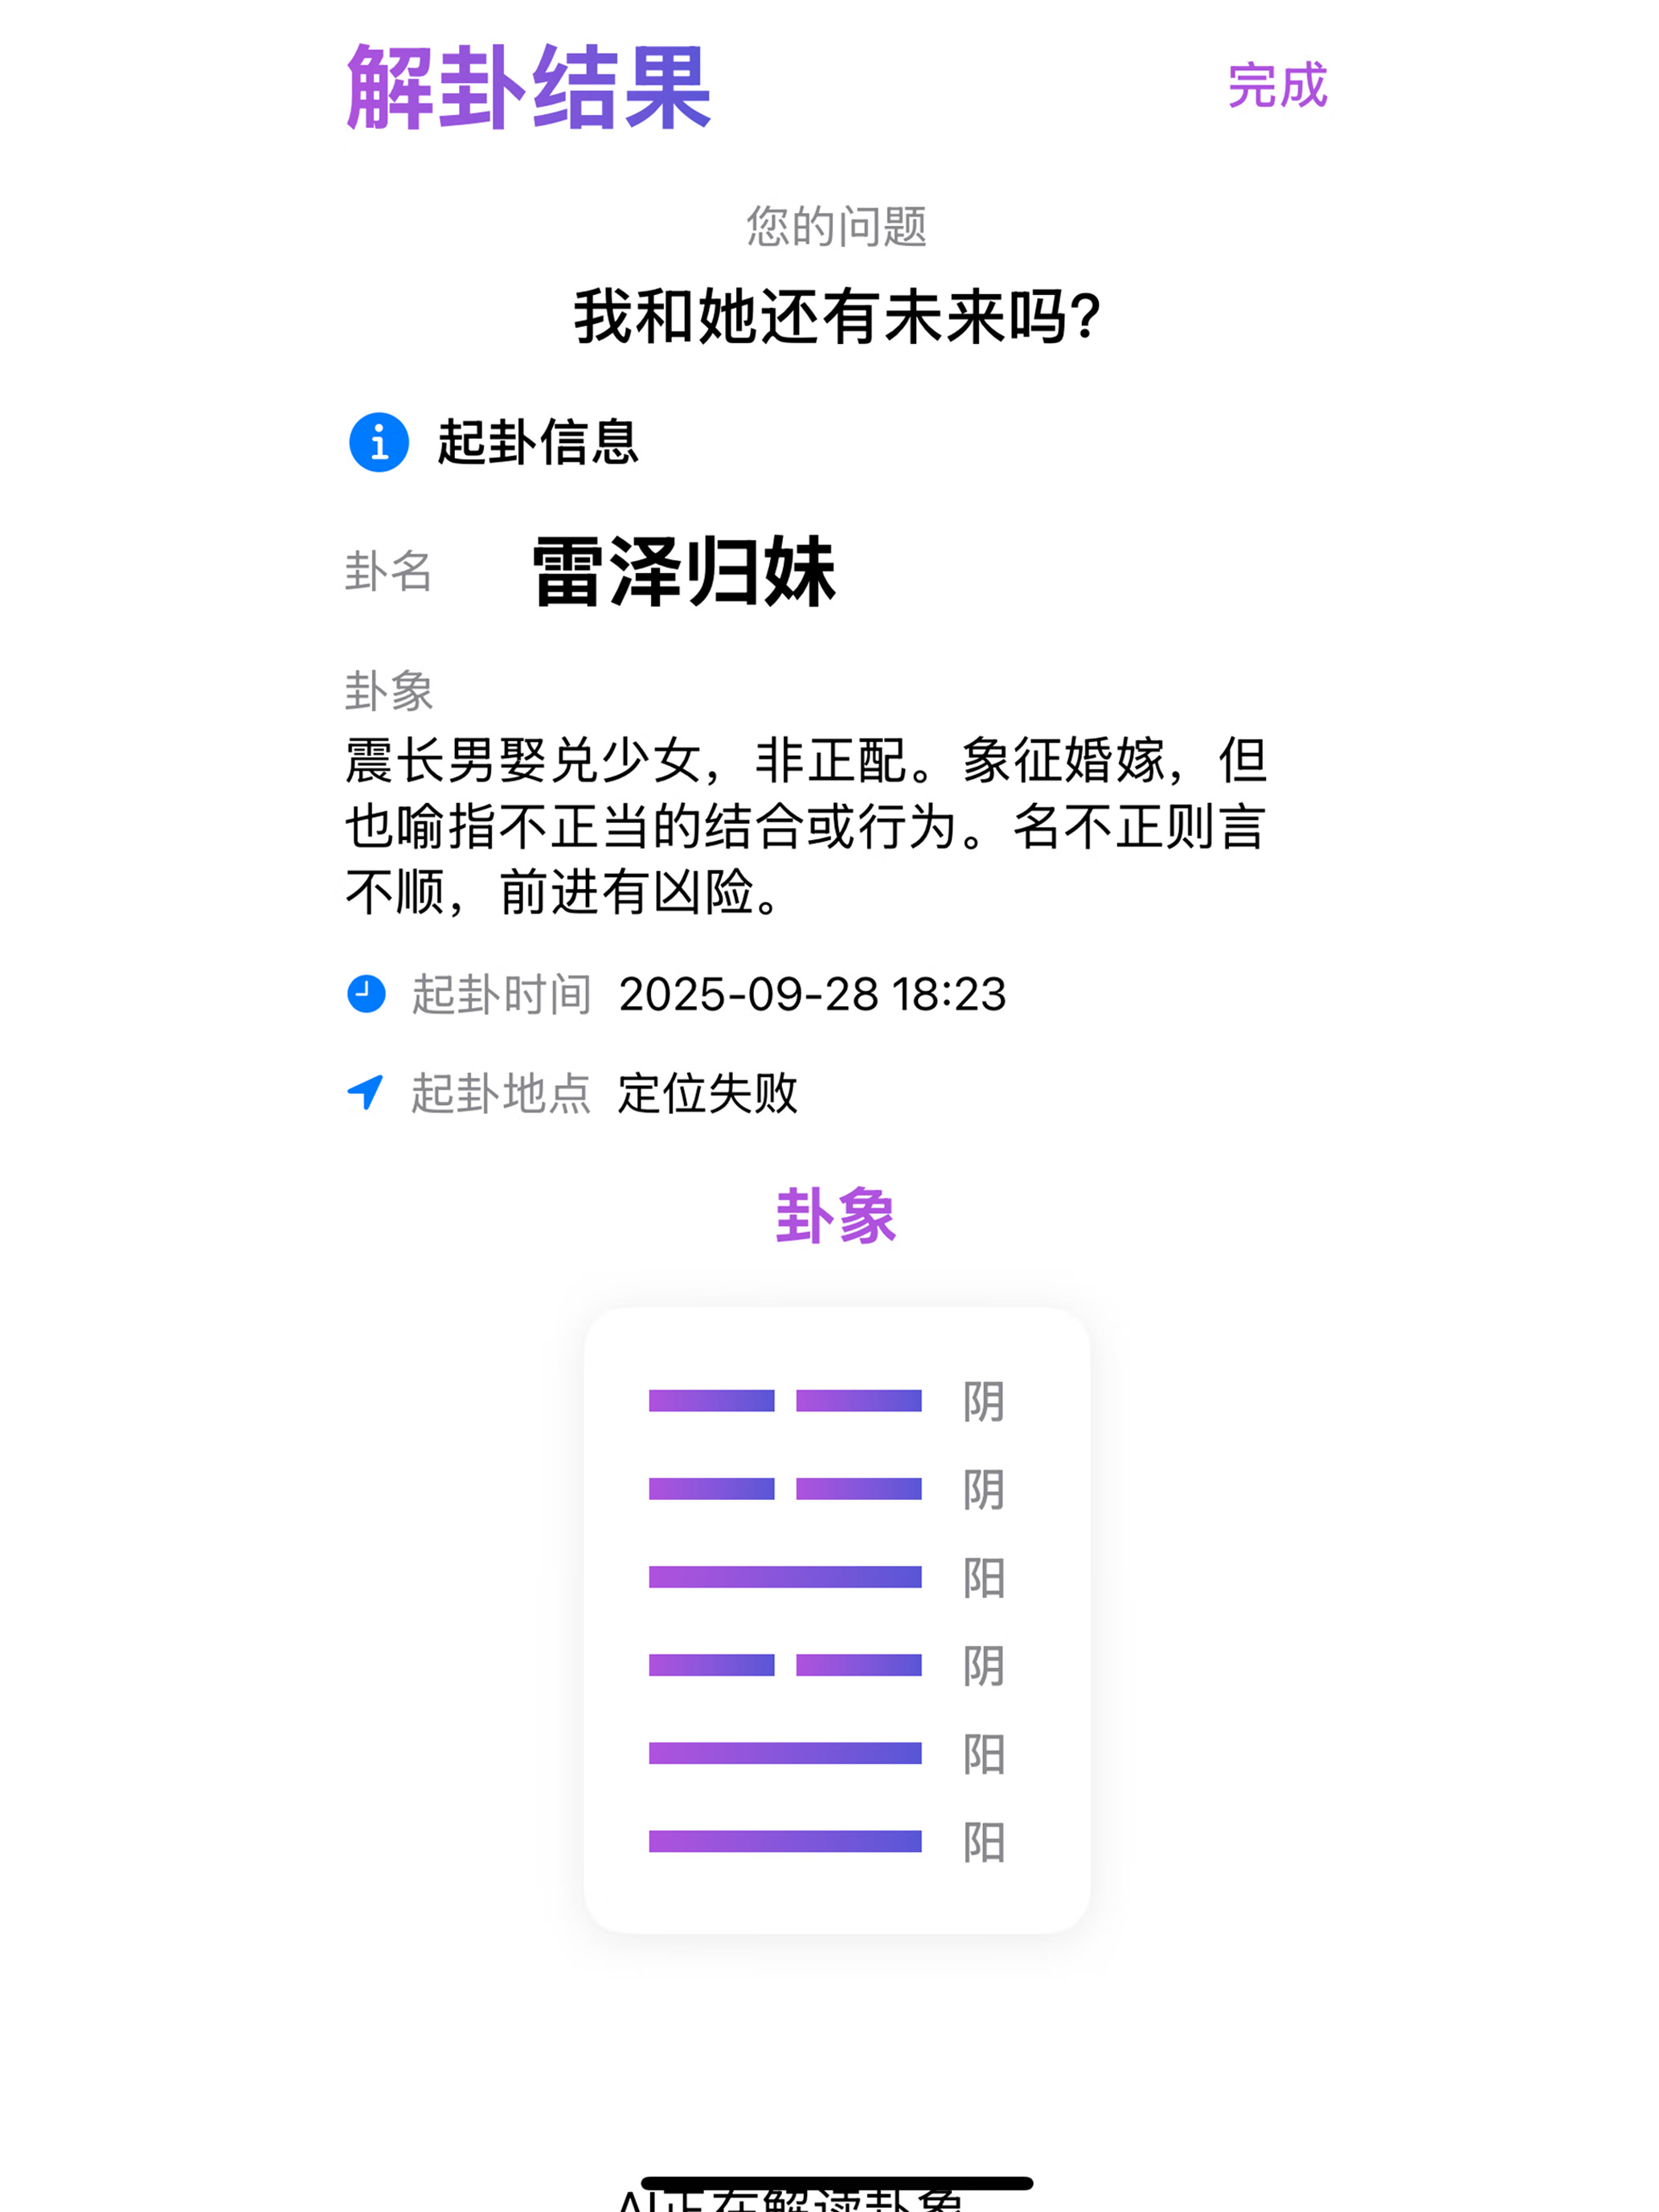 解卦结果
完成
您的问题
我和她还有未来吗?
起卦信息
卦名 雷泽归妹
卦象
震长男娶兑少女，非正配。象征婚嫁，但
也喻指不正当的结合或行为。名不正则言
不顺，前进有凶险。
起卦时间 2025-09-28 18:23
起卦地点 定位失败
卦象
阴
阴
阳
阴
阳
阳
AI正在解读卦象